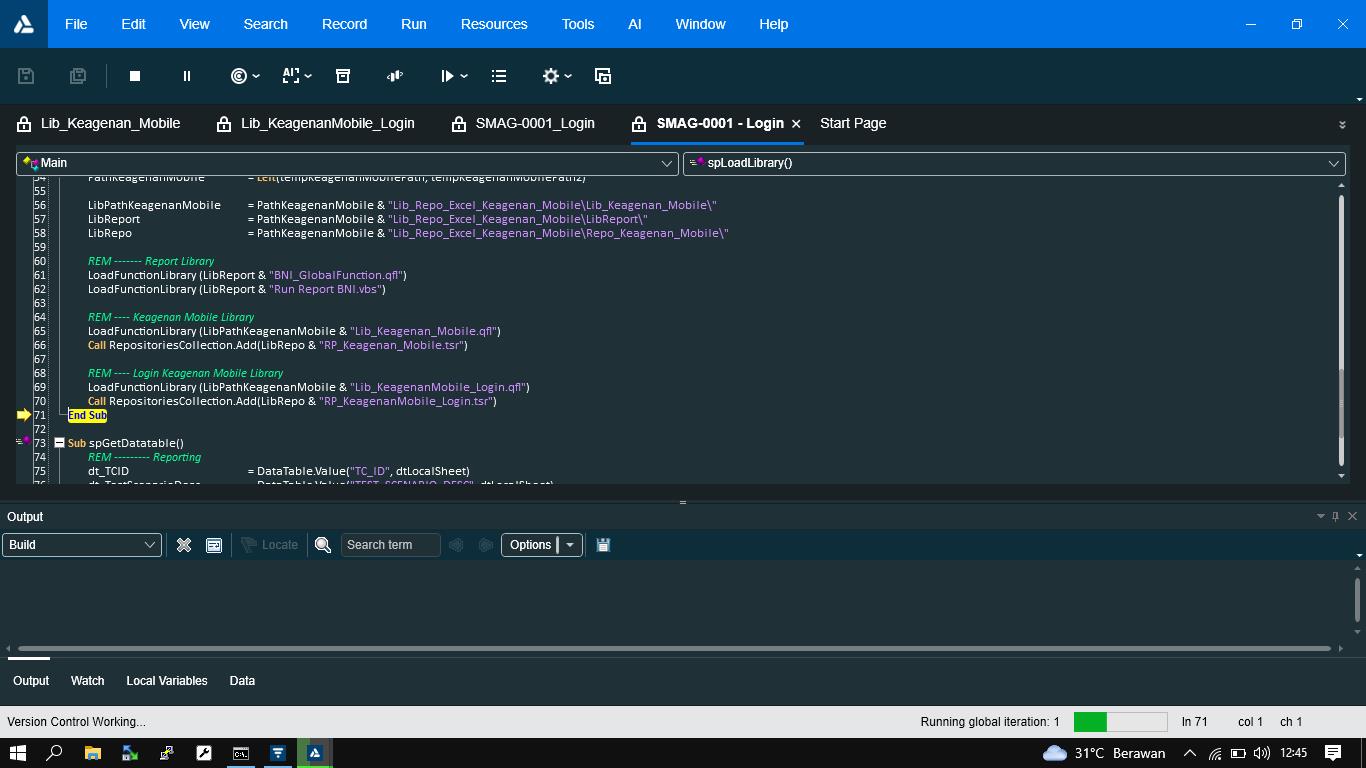 File Edit View Search Record Run Resources Tools AI Window Help
Lib_Keagenan_Mobile Lib_KeagenanMobile_Login SMAG-0001_Login SMAG-0001 - Login Start Page
Main spLoadLibrary()
54 PathKeagenanMobile = Left(tempKeagenanMobilePath, tempKeagenanMobilePath2)
55
56 LibPathKeagenanMobile = PathKeagenanMobile & "Lib_Repo_Excel_Keagenan_Mobile\Lib_Keagenan_Mobile\"
57 LibReport = PathKeagenanMobile & "Lib_Repo_Excel_Keagenan_Mobile\LibReport\"
58 LibRepo = PathKeagenanMobile & "Lib_Repo_Excel_Keagenan_Mobile\Repo_Keagenan_Mobile\"
59
60 REM ------- Report Library
61 LoadFunctionLibrary (LibReport & "BNI_GlobalFunction.qfl")
62 LoadFunctionLibrary (LibReport & "Run Report BNI.vbs")
63
64 REM ---- Keagenan Mobile Library
65 LoadFunctionLibrary (LibPathKeagenanMobile & "Lib_Keagenan_Mobile.qfl")
66 Call RepositoriesCollection.Add(LibRepo & "RP_Keagenan_Mobile.tsr")
67
68 REM ---- Login Keagenan Mobile Library
69 LoadFunctionLibrary (LibPathKeagenanMobile & "Lib_KeagenanMobile_Login.qfl")
70 Call RepositoriesCollection.Add(LibRepo & "RP_KeagenanMobile_Login.tsr")
71 End Sub
72
73 Sub spGetDatatable()
74 REM --------- Reporting
75 dt_TCID = DataTable.Value("TC_ID", dtLocalSheet)
76 dt_TestScenarioDesc = DataTable.Value("TEST_SCENARIO_DESC", dtLocalSheet)
Output
Build Locate Search term Options
Output Watch Local Variables Data
Version Control Working... Running global iteration: 1 ln 71 col 1 ch 1
31°C Berawan 12:45